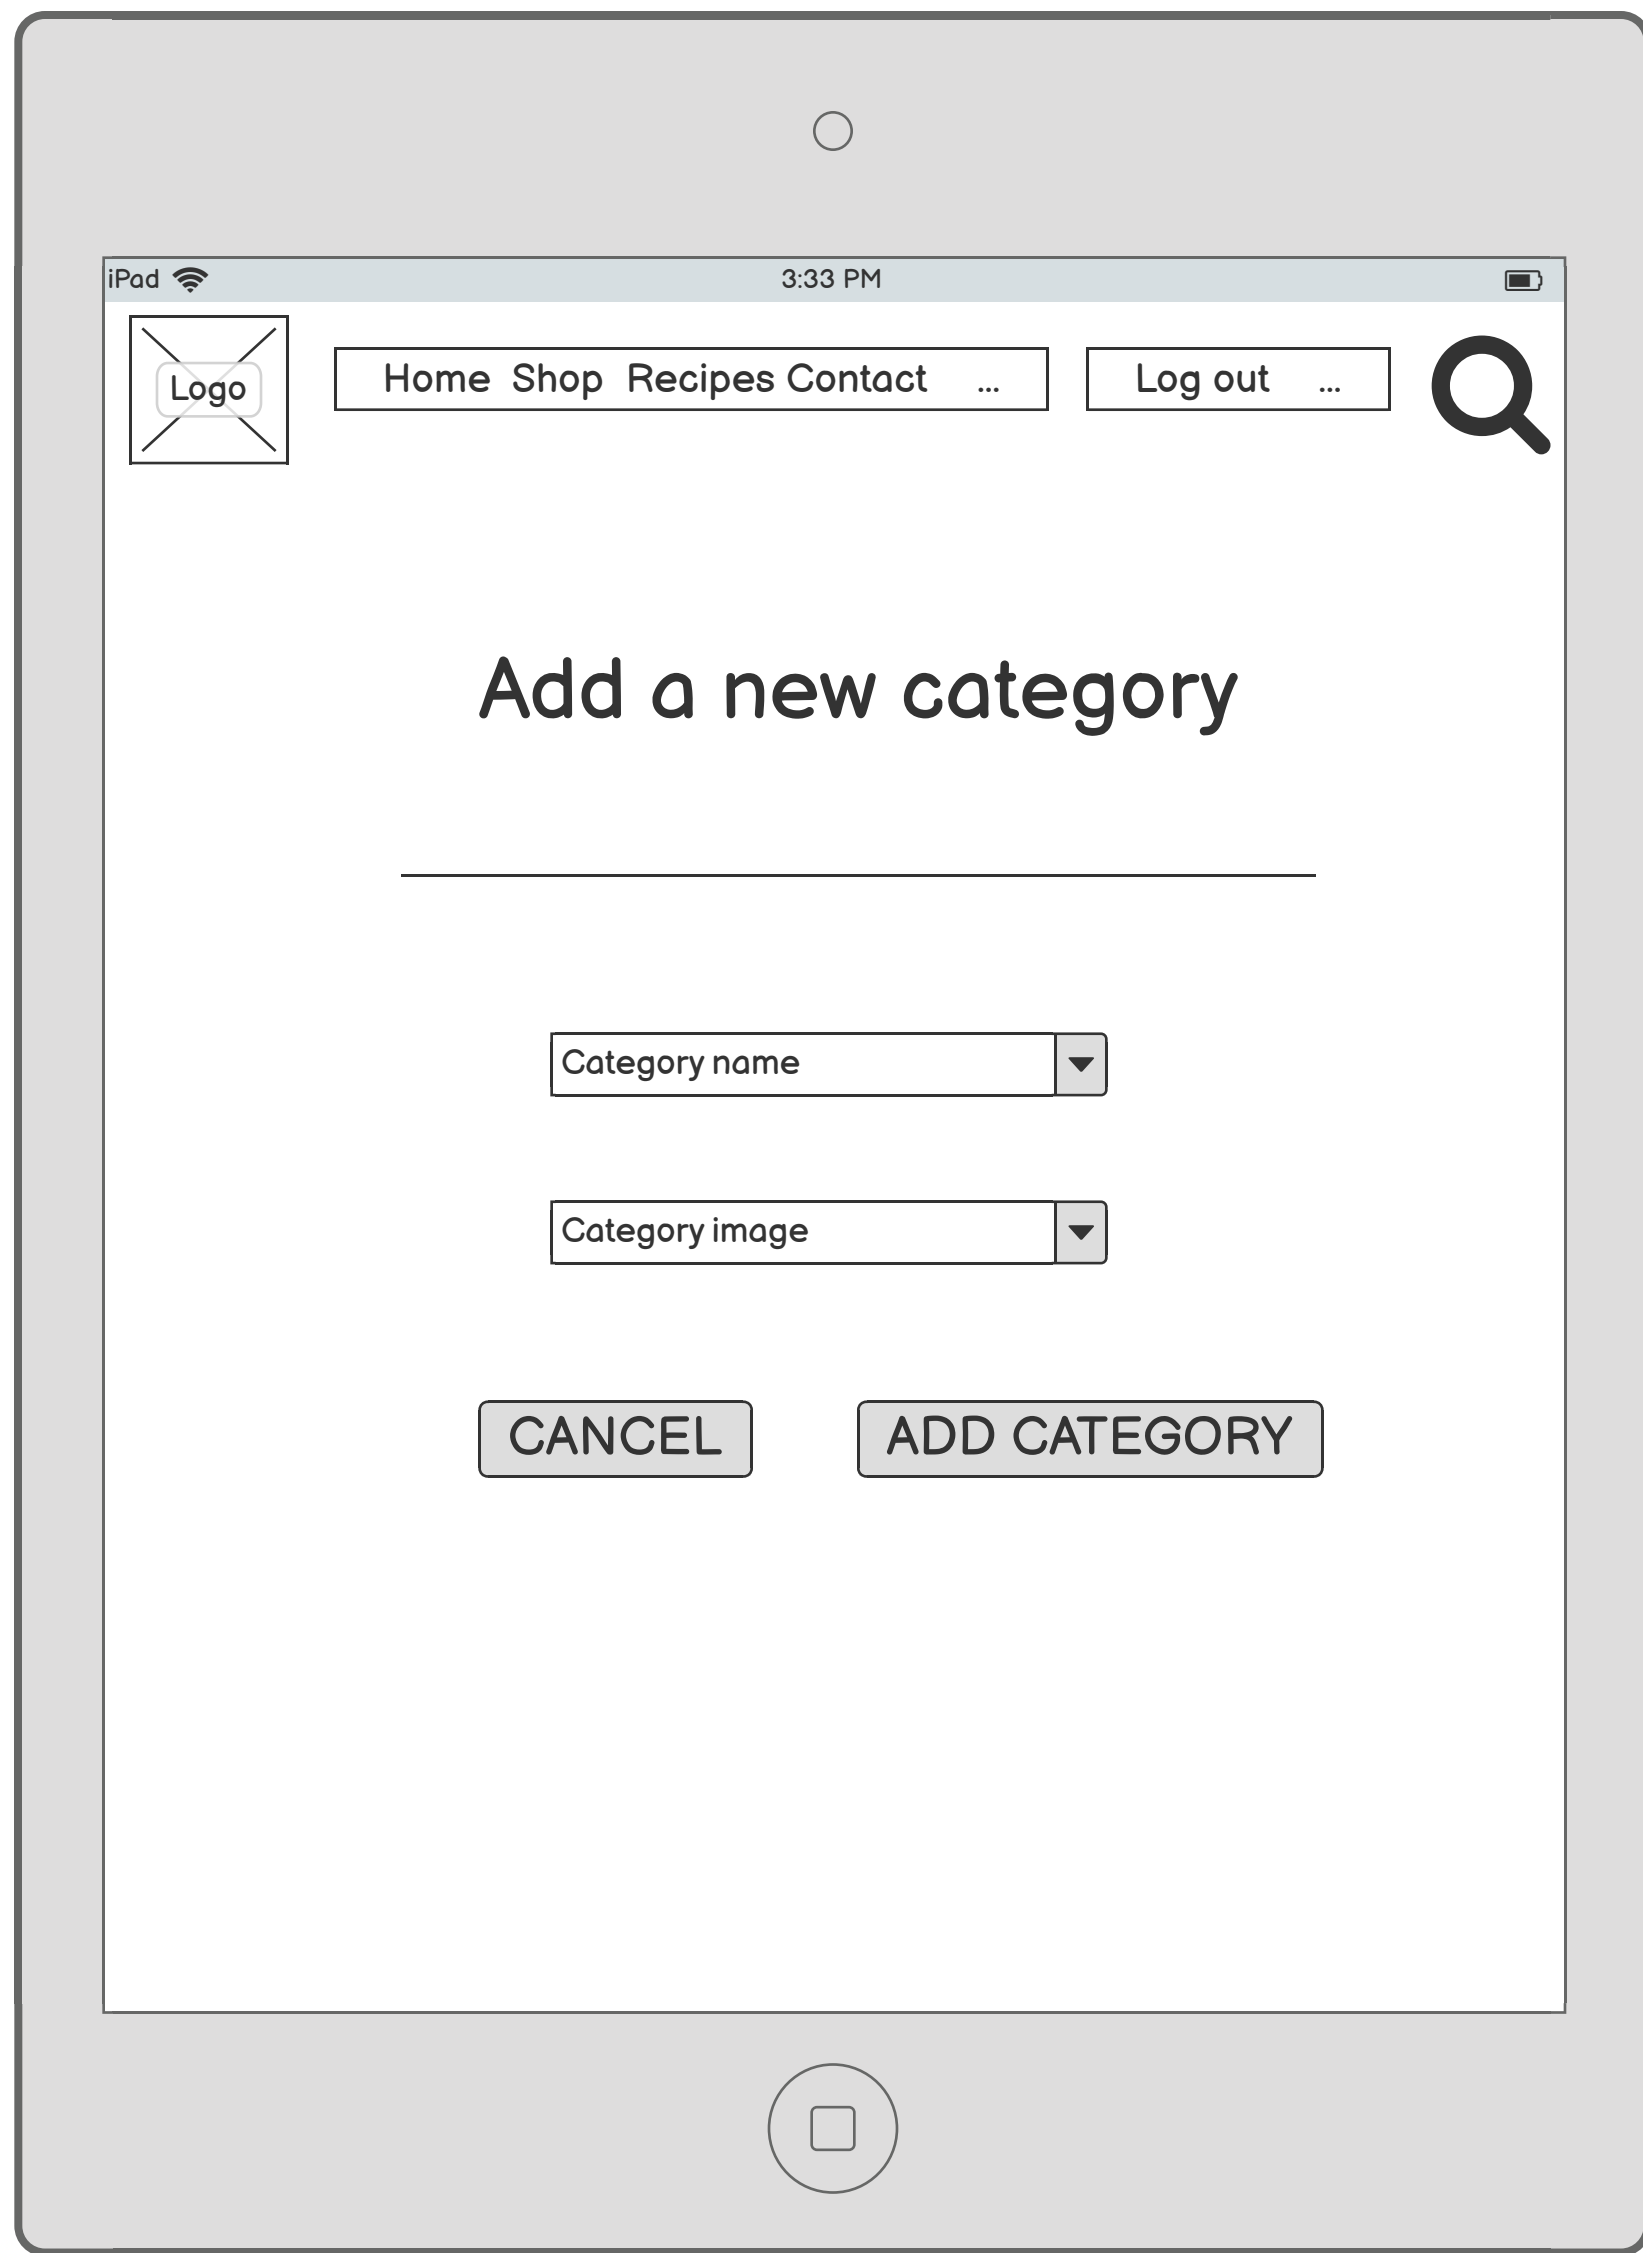 iPad 3:33 PM
Logo Home Shop Recipes Contact ... Log out ...
Add a new category
Category name
Category image
CANCEL ADD CATEGORY